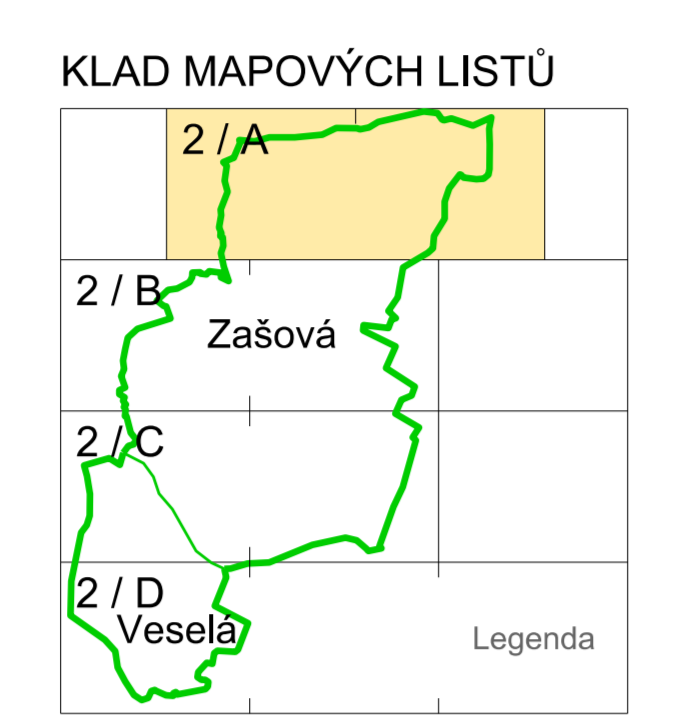 KLAD MAPOVÝCH LISTŮ
2 / A
2 / B
Zašová
2 / C
2 / D
Veselá
Legenda